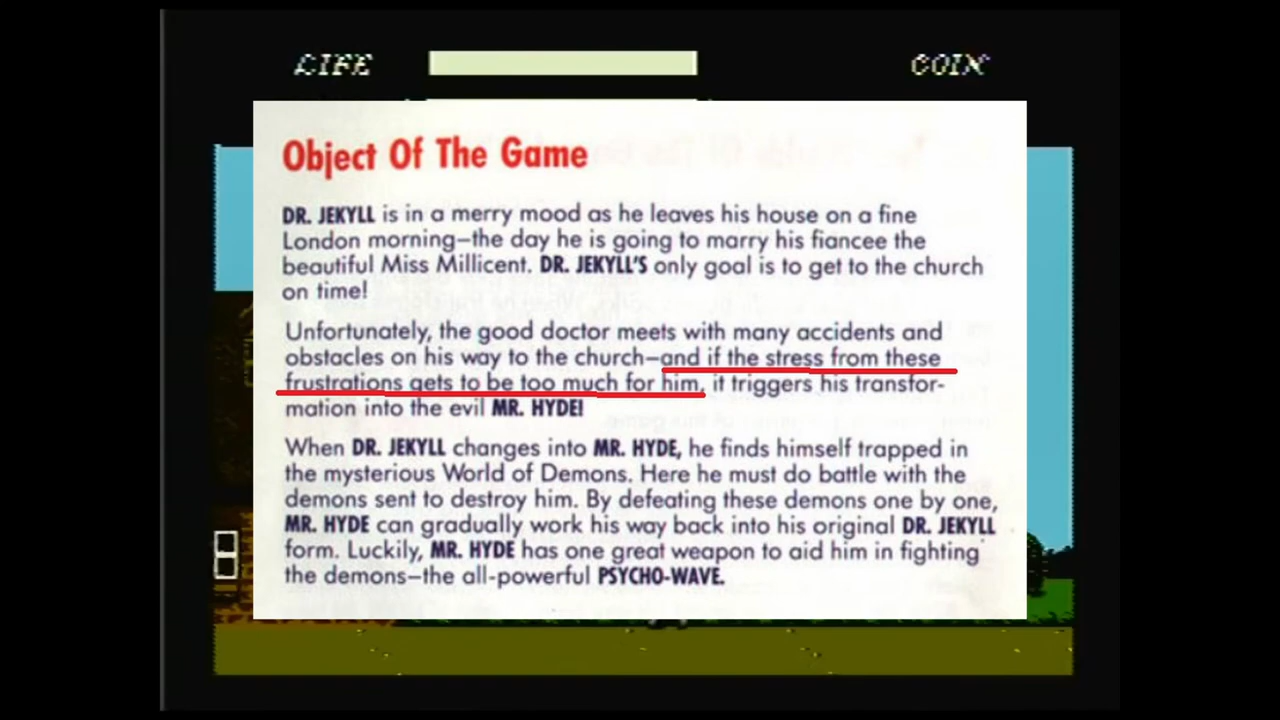 LIFE COIN
Object Of The Game
DR. JEKYLL is in a merry mood as he leaves his house on a fine
London morning—the day he is going to marry his fiancee the
beautiful Miss Millicent. DR. JEKYLL'S only goal is to get to the church
on time!
Unfortunately, the good doctor meets with many accidents and
obstacles on his way to the church—and if the stress from these
frustrations gets to be too much for him, it triggers his transfor-
mation into the evil MR. HYDE!
When DR. JEKYLL changes into MR. HYDE, he finds himself trapped in
the mysterious World of Demons. Here he must do battle with the
demons sent to destroy him. By defeating these demons one by one,
MR. HYDE can gradually work his way back into his original DR. JEKYLL
form. Luckily, MR. HYDE has one great weapon to aid him in fighting
the demons—the all-powerful PSYCHO-WAVE.